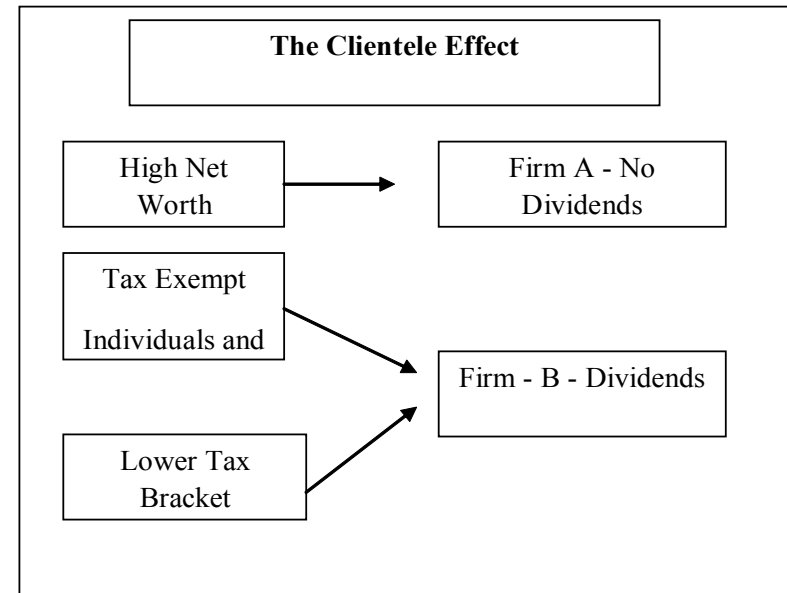 The Clientele Effect
High Net
Worth
Firm A - No
Dividends
Tax Exempt
Individuals and
Firm - B - Dividends
Lower Tax
Bracket